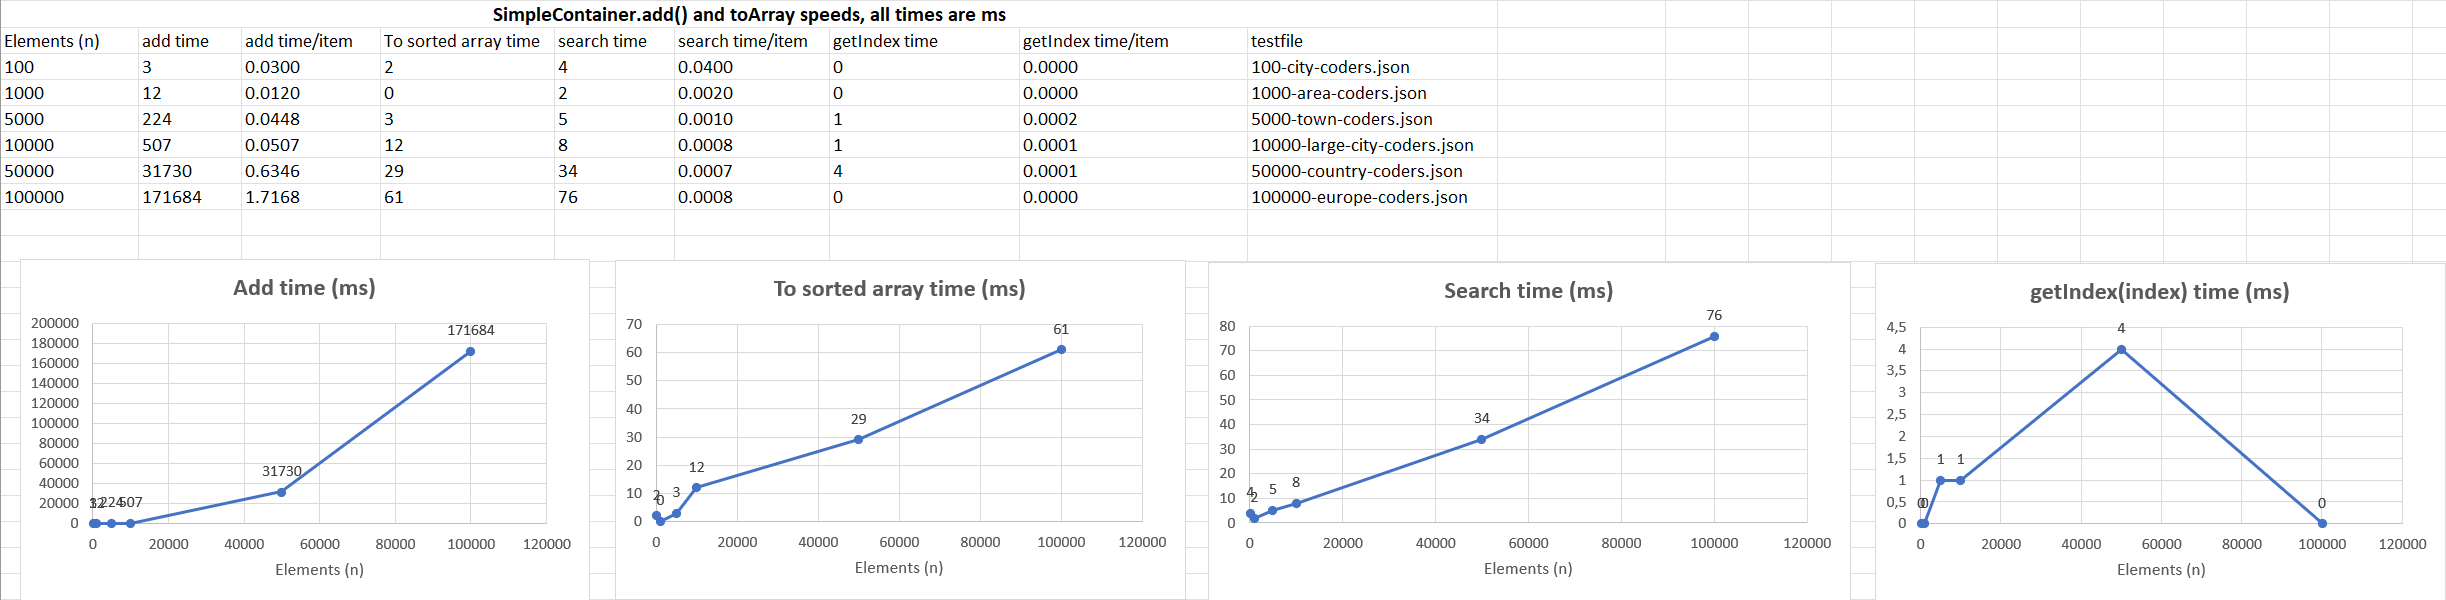 SimpleContainer.add() and toArray speeds, all times are ms
Elements (n) add time add time/item To sorted array time search time search time/item getIndex time getIndex time/item testfile
100 3 0.0300 2 4 0.0400 0 0.0000 100-city-coders.json
1000 12 0.0120 0 2 0.0020 0 0.0000 1000-area-coders.json
5000 224 0.0448 3 5 0.0010 1 0.0002 5000-town-coders.json
10000 507 0.0507 12 8 0.0008 1 0.0001 10000-large-city-coders.json
50000 31730 0.6346 29 34 0.0007 4 0.0001 50000-country-coders.json
100000 171684 1.7168 61 76 0.0008 0 0.0000 100000-europe-coders.json
Add time (ms)
200000
180000
160000
140000
120000
100000
80000
60000
40000
20000
0
3 12 224 507 31730 171684
0 20000 40000 60000 80000 100000 120000
Elements (n)
To sorted array time (ms)
70
60
50
40
30
20
10
0
2 0 3 12 29 61
0 20000 40000 60000 80000 100000 120000
Elements (n)
Search time (ms)
80
70
60
50
40
30
20
10
0
4 2 5 8 34 76
0 20000 40000 60000 80000 100000 120000
Elements (n)
getIndex(index) time (ms)
4,5
4
3,5
3
2,5
2
1,5
1
0,5
0
0 0 1 1 4 0
0 20000 40000 60000 80000 100000 120000
Elements (n)